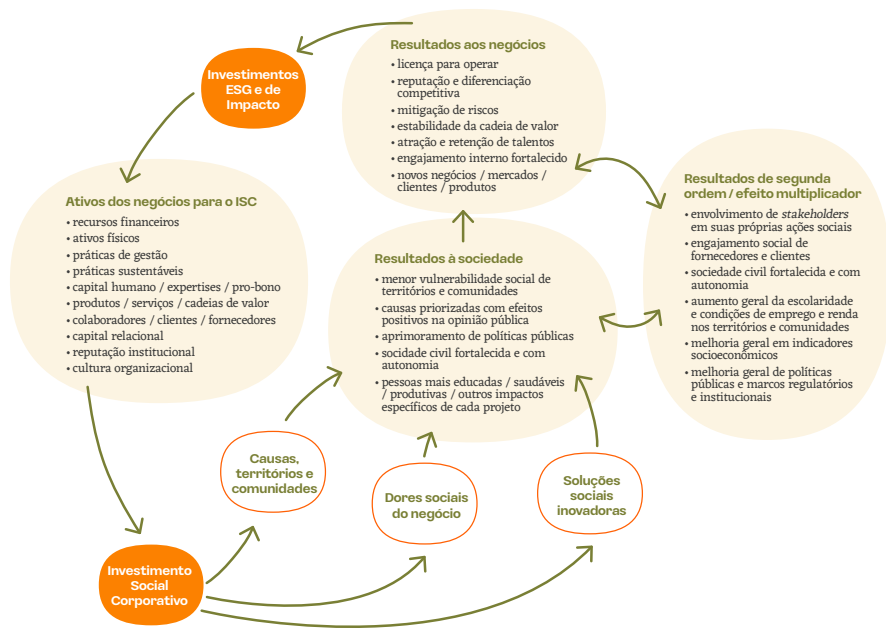 Resultados aos negócios
• licença para operar
• reputação e diferenciação
competitiva
• mitigação de riscos
• estabilidade da cadeia de valor
• atração e retenção de talentos
• engajamento interno fortalecido
• novos negócios / mercados /
clientes / produtos
Investimentos
ESG e de
Impacto
Ativos dos negócios para o ISC
• recursos financeiros
• ativos físicos
• práticas de gestão
• práticas sustentáveis
• capital humano / expertises / pro-bono
• produtos / serviços / cadeias de valor
• colaboradores / clientes / fornecedores
• capital relacional
• reputação institucional
• cultura organizacional
Resultados de segunda
ordem / efeito multiplicador
• envolvimento de stakeholders
em suas próprias ações sociais
• engajamento social de
fornecedores e clientes
• sociedade civil fortalecida e com
autonomia
• aumento geral da escolaridade
e condições de emprego e renda
nos territórios e comunidades
• melhoria geral em indicadores
socioeconômicos
• melhoria geral de políticas
públicas e marcos regulatórios
e institucionais
Resultados à sociedade
• menor vulnerabilidade social de
territórios e comunidades
• causas priorizadas com efeitos
positivos na opinião pública
• aprimoramento de políticas públicas
• socidade civil fortalecida e com
autonomia
• pessoas mais educadas / saudáveis
/ produtivas / outros impactos
específicos de cada projeto
Causas,
territórios e
comunidades
Dores sociais
do negócio
Soluções
sociais
inovadoras
Investimento
Social
Corporativo